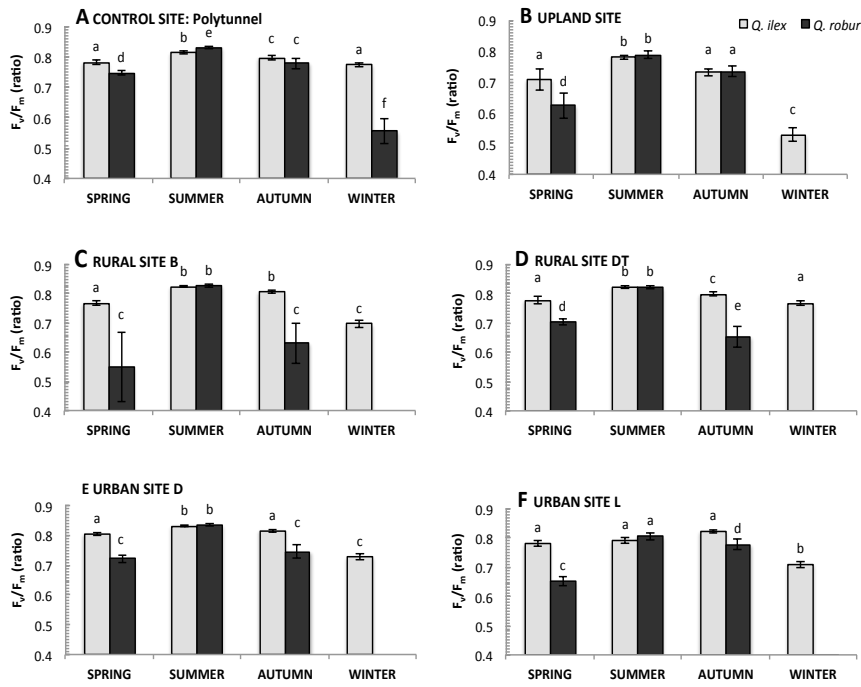 A CONTROL SITE: Polytunnel
Fv/Fm (ratio)
0.9
0.8
0.7
0.6
0.5
0.4
a d b e c c a f
SPRING SUMMER AUTUMN WINTER
B UPLAND SITE
Q. ilex Q. robur
Fv/Fm (ratio)
0.9
0.8
0.7
0.6
0.5
0.4
a d b b a a c
SPRING SUMMER AUTUMN WINTER
C RURAL SITE B
Fv/Fm (ratio)
0.9
0.8
0.7
0.6
0.5
0.4
a c b b b c c
SPRING SUMMER AUTUMN WINTER
D RURAL SITE DT
Fv/Fm (ratio)
0.9
0.8
0.7
0.6
0.5
0.4
a d b b c e a
SPRING SUMMER AUTUMN WINTER
E URBAN SITE D
Fv/Fm (ratio)
0.9
0.8
0.7
0.6
0.5
0.4
a c b b a c c
SPRING SUMMER AUTUMN WINTER
F URBAN SITE L
Fv/Fm (ratio)
0.9
0.8
0.7
0.6
0.5
0.4
a c a a a d b
SPRING SUMMER AUTUMN WINTER